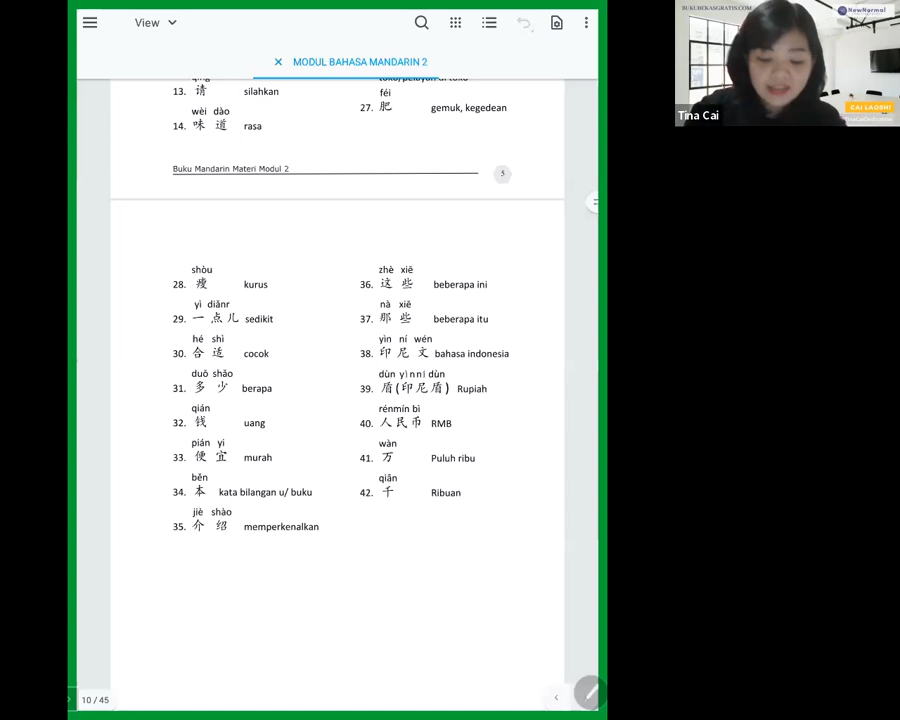 View
MODUL BAHASA MANDARIN 2
13. 请 silahkan
wèi dào
14. 味 道 rasa
féi
27. 肥 gemuk, kegedean
Buku Mandarin Materi Modul 2
5
shòu
28. 瘦 kurus
yì diǎnr
29. 一 点 儿 sedikit
hé shì
30. 合 适 cocok
duō shǎo
31. 多 少 berapa
qián
32. 钱 uang
pián yi
33. 便 宜 murah
běn
34. 本 kata bilangan u/ buku
jiè shào
35. 介 绍 memperkenalkan
zhè xiē
36. 这 些 beberapa ini
nà xiē
37. 那 些 beberapa itu
yìn ní wén
38. 印 尼 文 bahasa indonesia
dùn yìnní dùn
39. 盾(印尼盾) Rupiah
rénmín bì
40. 人民币 RMB
wàn
41. 万 Puluh ribu
qiān
42. 千 Ribuan
10 / 45
BUKUBEKASGRATIS.COM
NewNormal
CAI LAOSHI
Tina Cai